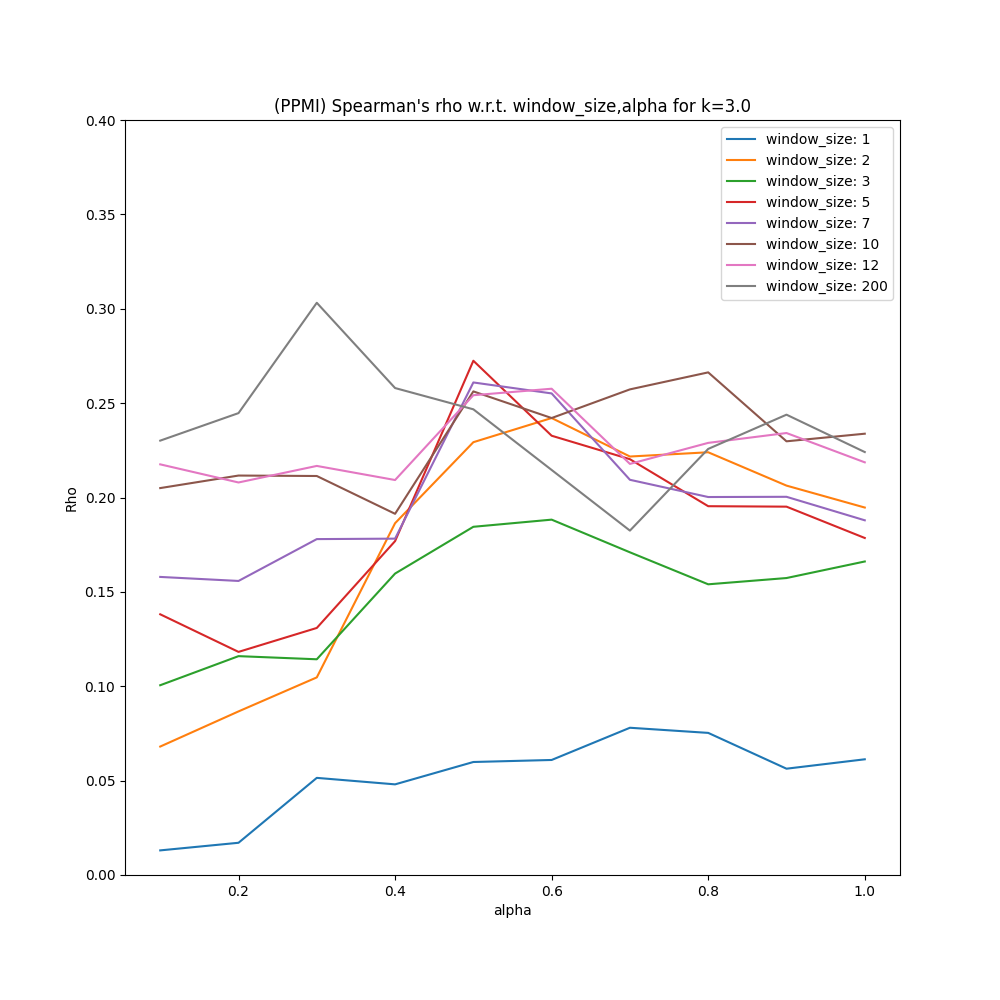 (PPMI) Spearman's rho w.r.t. window_size,alpha for k=3.0
0.40
0.35
0.30
0.25
0.20
0.15
0.10
0.05
0.00
Rho
window_size: 1
window_size: 2
window_size: 3
window_size: 5
window_size: 7
window_size: 10
window_size: 12
window_size: 200
0.2
0.4
0.6
0.8
1.0
alpha